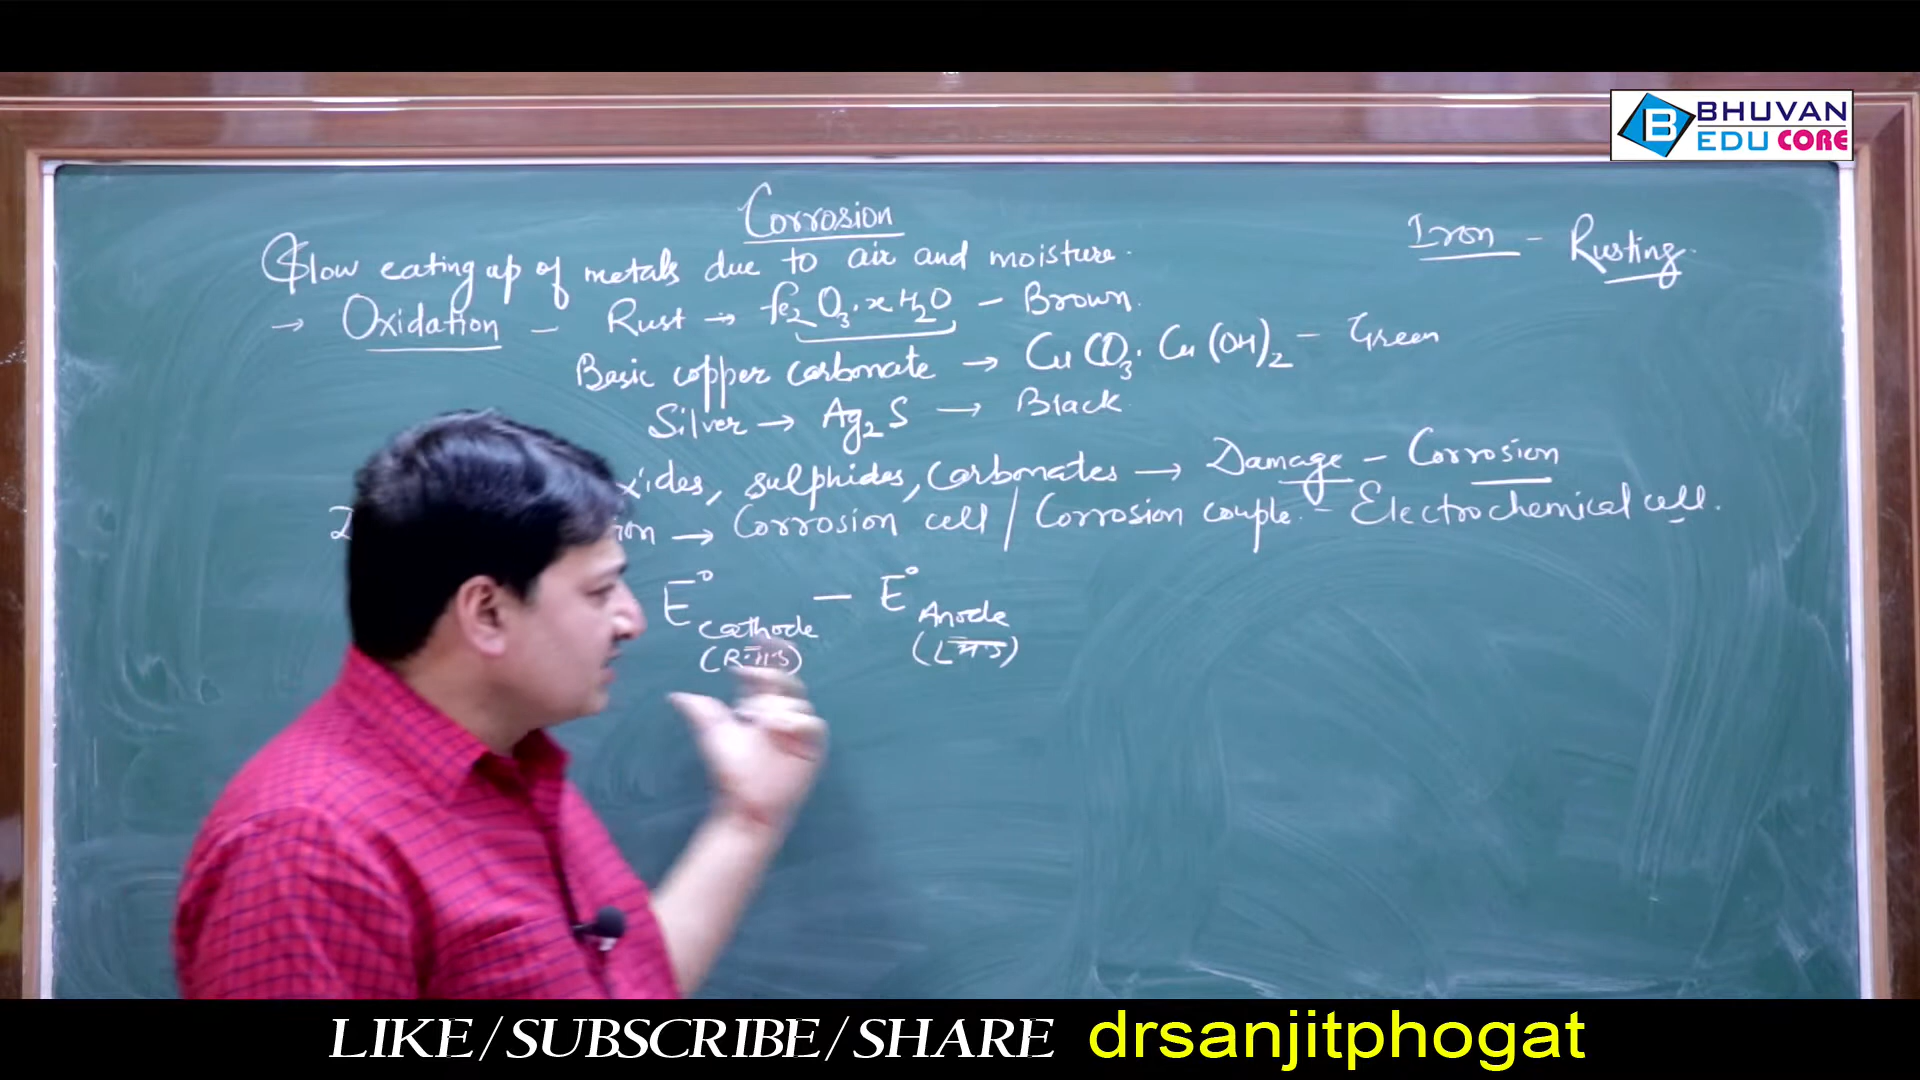 BHUVAN
EDU CORE
Corrosion
Iron - Rusting
Slow eating up of metals due to air and moisture.
→ Oxidation - Rust → Fe2O3.xH2O - Brown.
Basic copper carbonate → CuCO3.Cu(OH)2 - Green
Silver → Ag2S → Black
xides, sulphides, Carbonates → Damage - Corrosion
→ Corrosion cell / Corrosion couple. - Electrochemical cell.
E° Cathode - E° Anode
(R.H.S) (L.H.S)
LIKE/SUBSCRIBE/SHARE drsanjitphogat